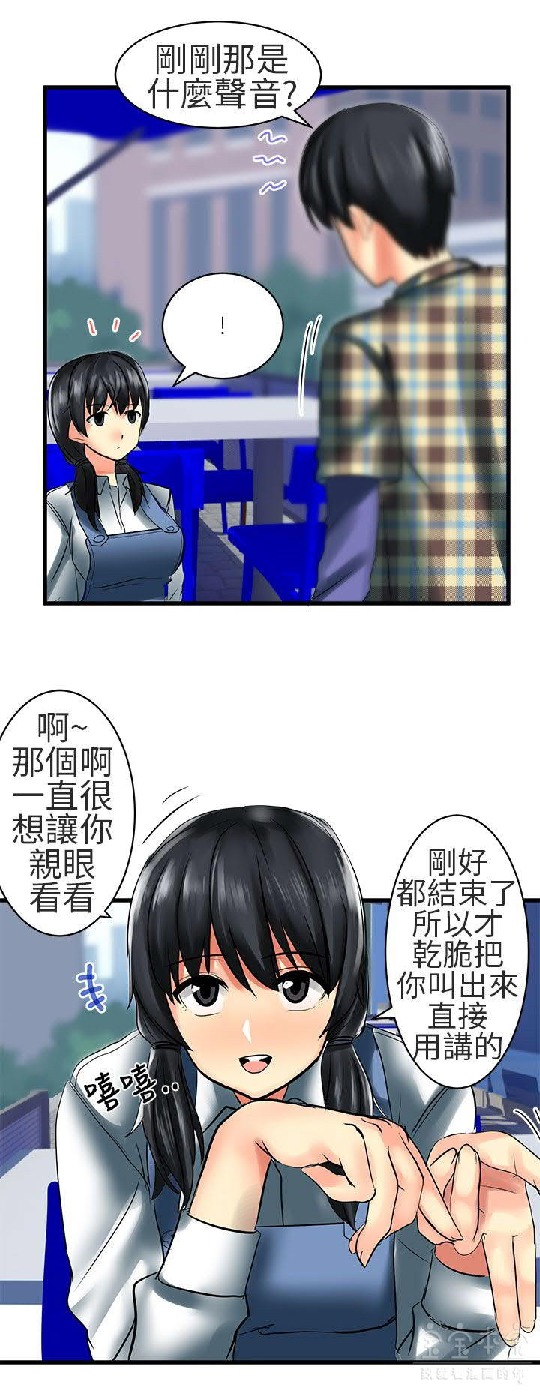 剛剛那是
什麼聲音?
!
啊~
那個啊
一直很
想讓你
親眼
看看
剛好
都結束了
所以才
乾脆把
你叫出來
直接
用講的
嘻嘻..